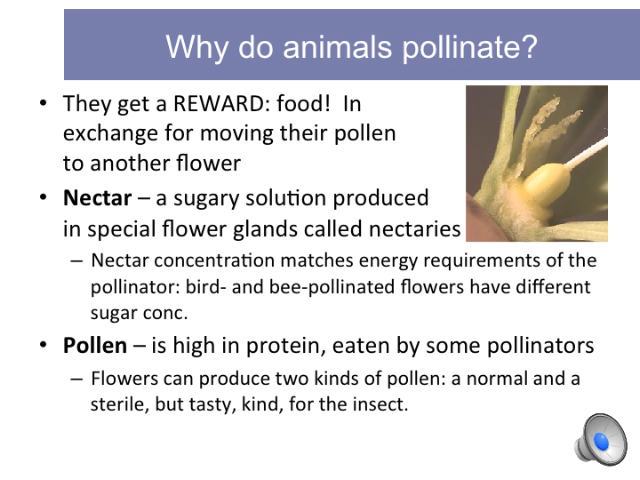 Why do animals pollinate?
• They get a REWARD: food!  In
exchange for moving their pollen
to another flower
• Nectar – a sugary solution produced
in special flower glands called nectaries
– Nectar concentration matches energy requirements of the
pollinator: bird- and bee-pollinated flowers have different
sugar conc.
• Pollen – is high in protein, eaten by some pollinators
– Flowers can produce two kinds of pollen: a normal and a
sterile, but tasty, kind, for the insect.